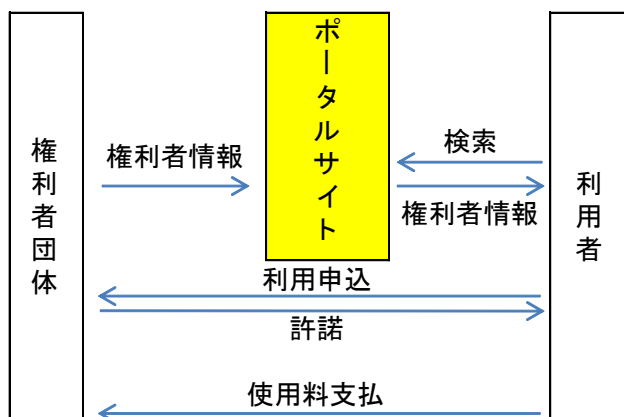 ポータルサイト
権利者団体
権利者情報
検索
権利者情報
利用者
利用申込
許諾
使用料支払